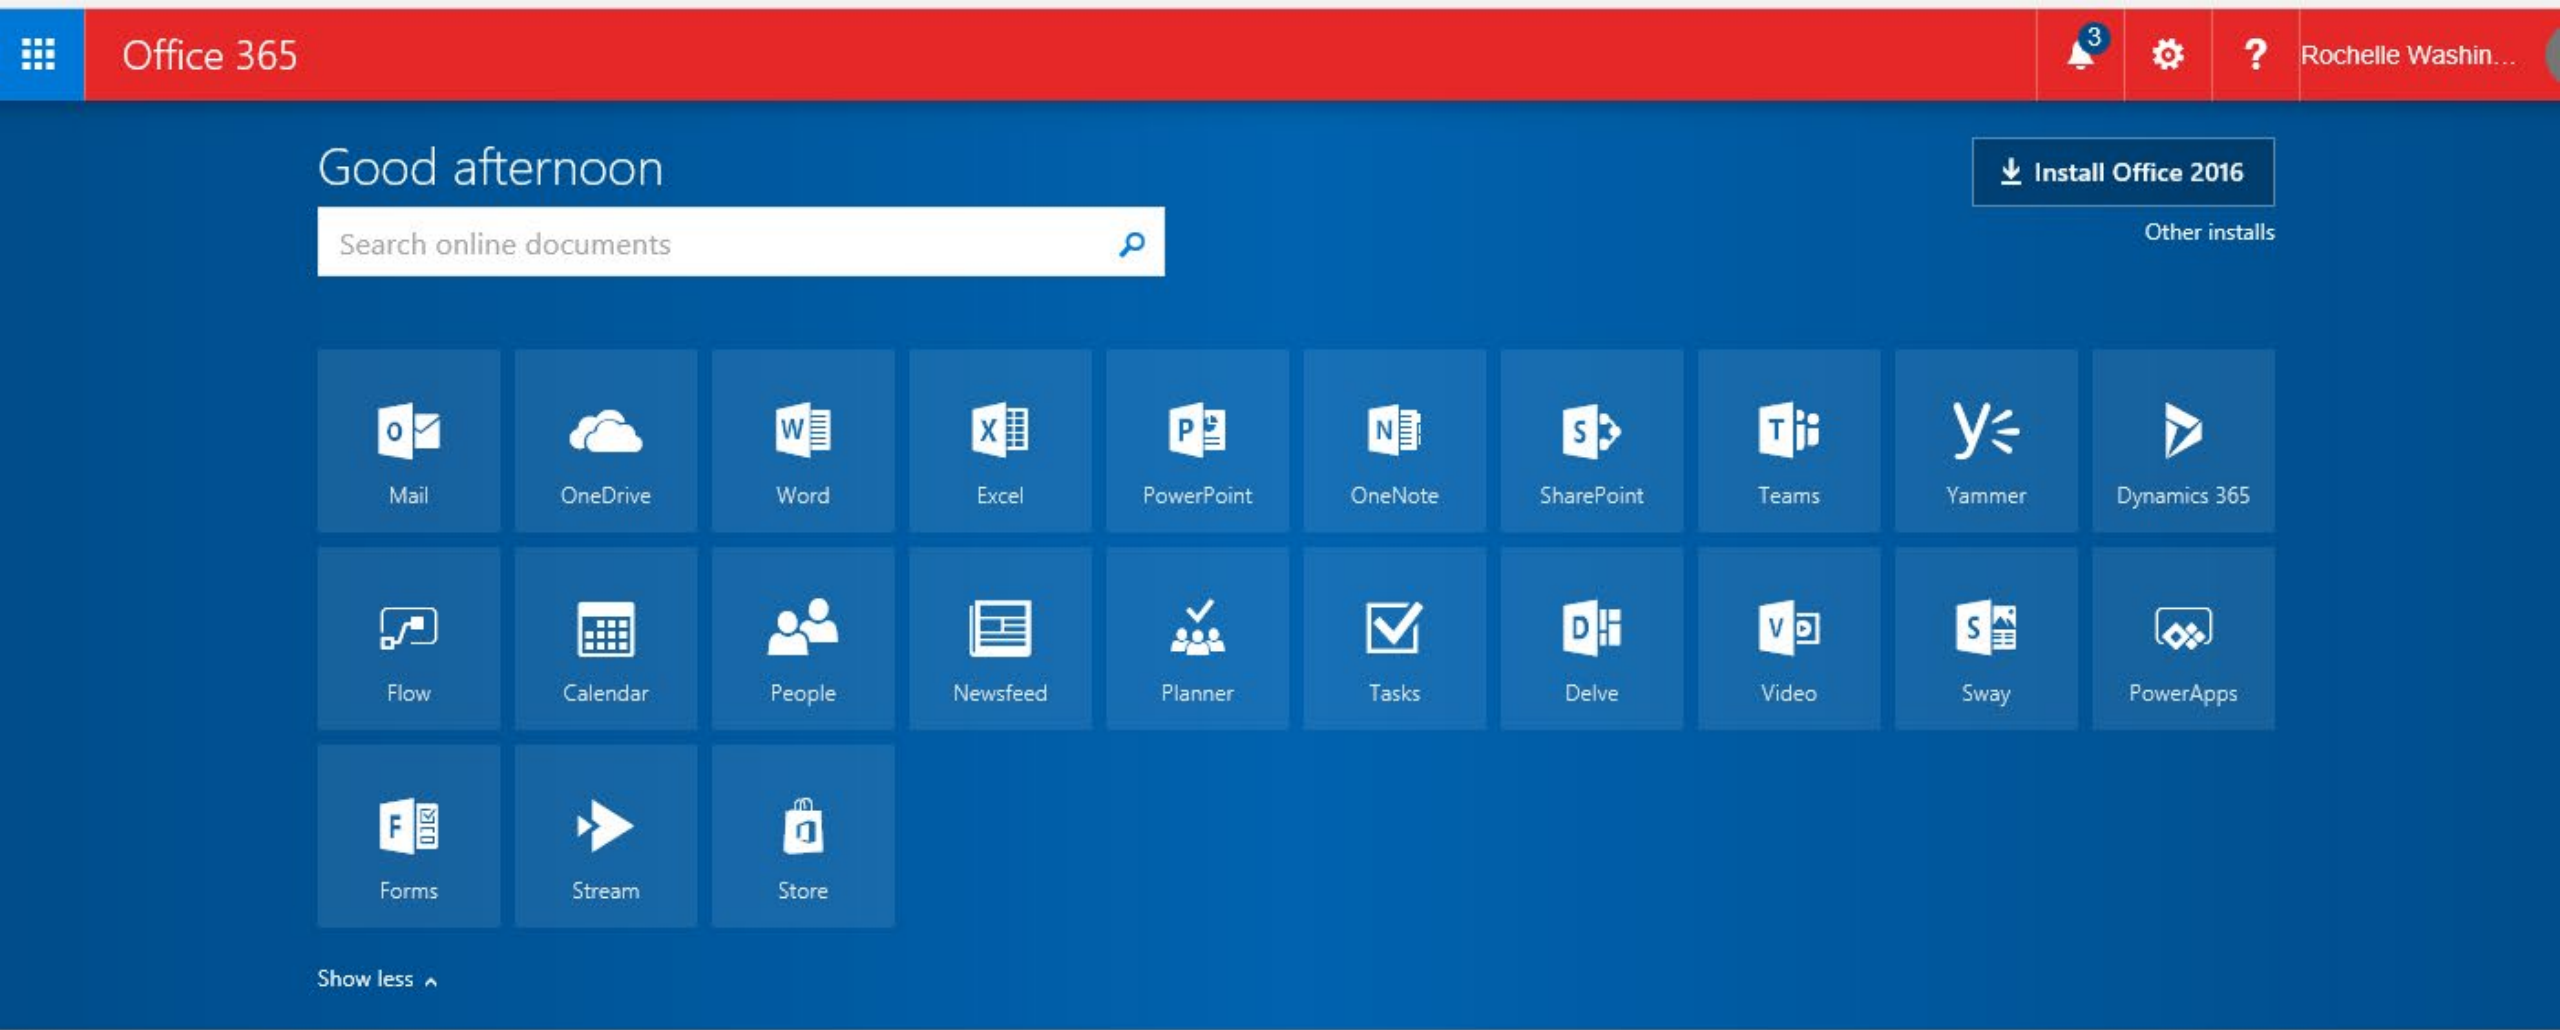 Office 365
3
?
Rochelle Washin...
Good afternoon
Install Office 2016
Search online documents
Other installs
Mail
OneDrive
Word
Excel
PowerPoint
OneNote
SharePoint
Teams
Yammer
Dynamics 365
Flow
Calendar
People
Newsfeed
Planner
Tasks
Delve
Video
Sway
PowerApps
Forms
Stream
Store
Show less